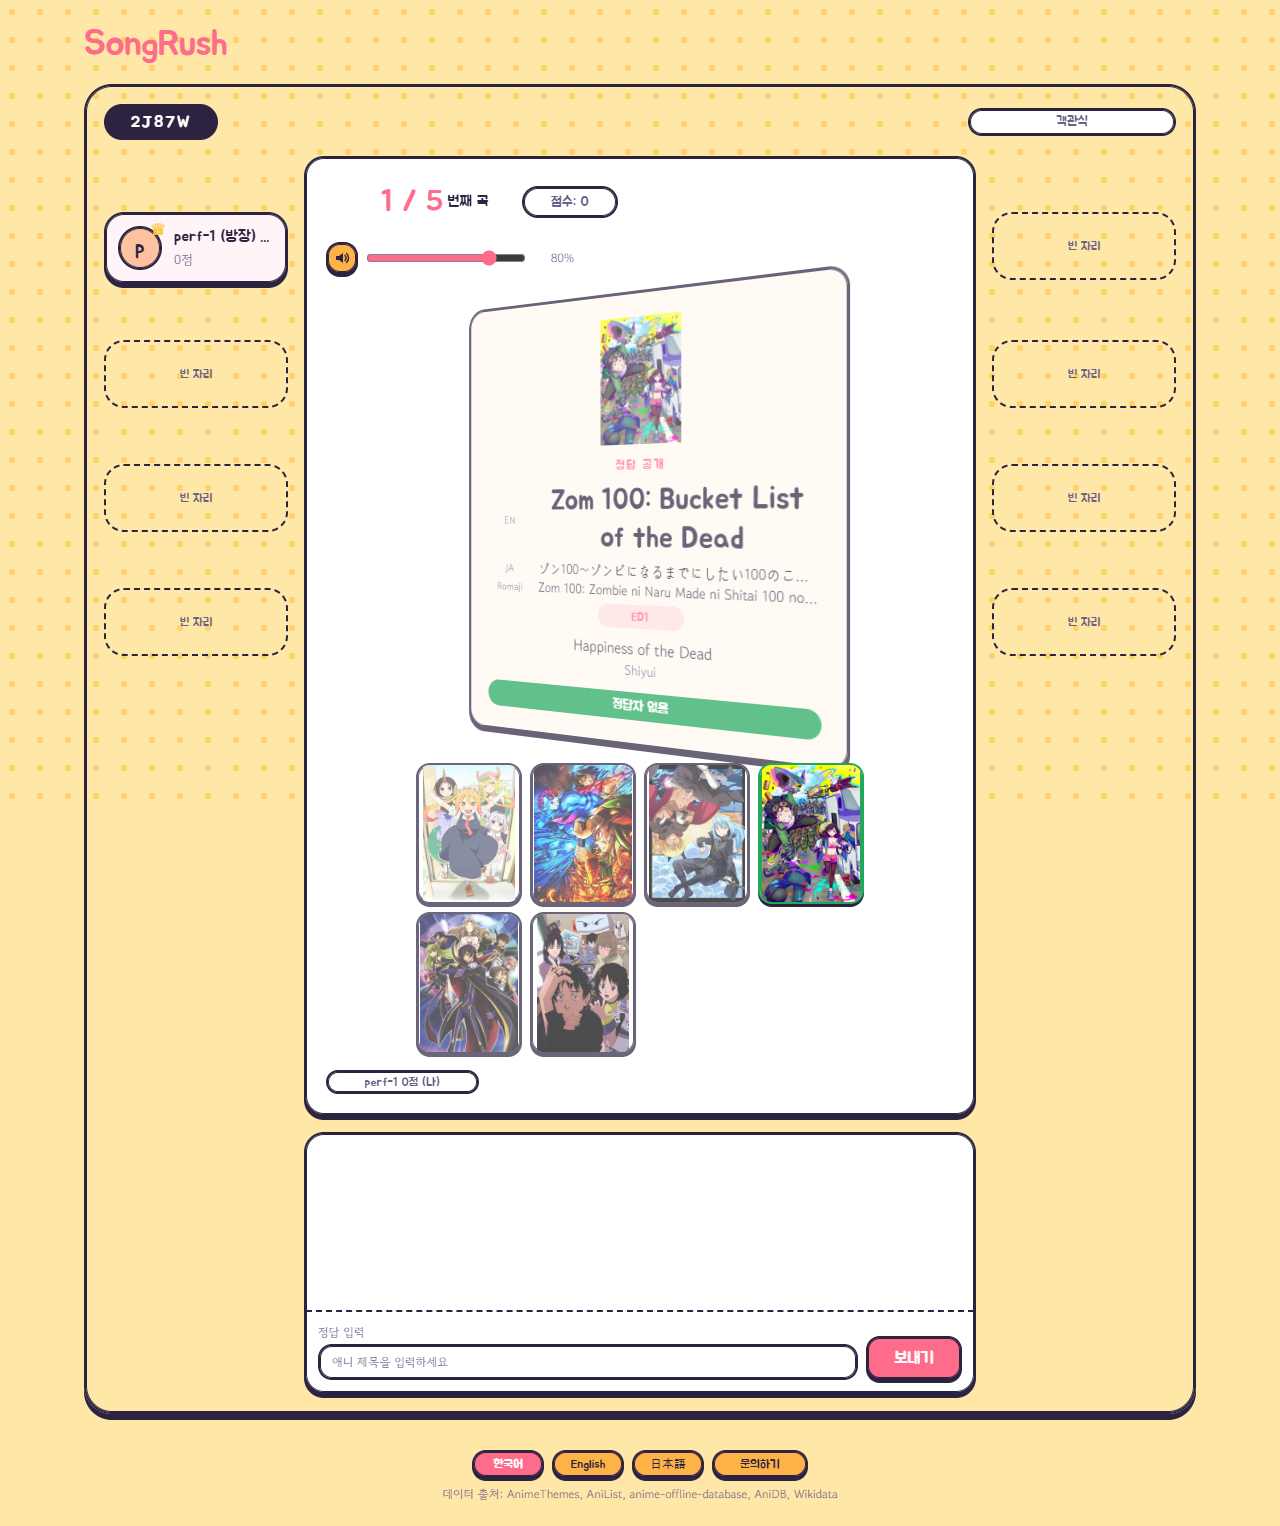 SongRush
2J87W
객관식
1 / 5 번째 곡
점수: 0
p
perf-1 (방장) ...
0점
80%
빈 자리
빈 자리
빈 자리
빈 자리
빈 자리
빈 자리
빈 자리
정답 공개
EN
Zom 100: Bucket List
of the Dead
JA
ゾン100~ゾンビになるまでにしたい100のこ...
Romaji
Zom 100: Zombie ni Naru Made ni Shitai 100 no...
ED1
Happiness of the Dead
Shiyui
정답자 없음
perf-1 0점 (나)
정답 입력
애니 제목을 입력하세요
보내기
한국어
English
日本語
문의하기
데이터 출처: AnimeThemes, AniList, anime-offline-database, AniDB, Wikidata